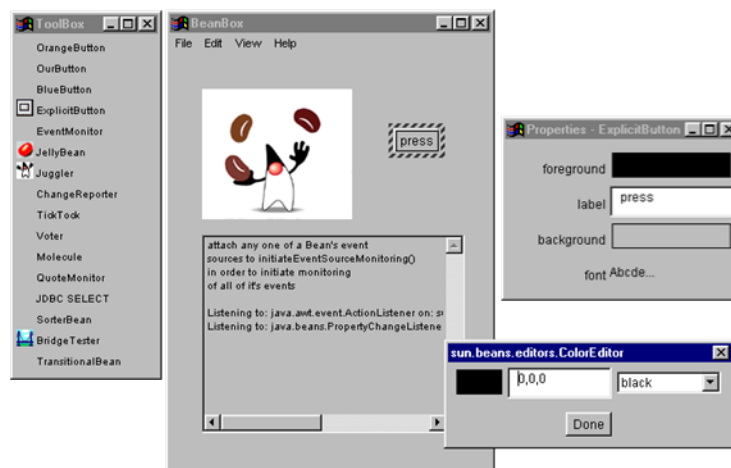 ToolBox
OrangeButton
OurButton
BlueButton
ExplicitButton
EventMonitor
JellyBean
Juggler
ChangeReporter
TickTock
Voter
Molecule
QuoteMonitor
JDBC SELECT
SorterBean
BridgeTester
TransitionalBean
BeanBox
File Edit View Help
press
attach any one of a Bean's event
sources to initiateEventSourceMonitoring()
in order to initiate monitoring
of all of it's events
Listening to: java.awt.event.ActionListener on: su
Listening to: java.beans.PropertyChangeListene
Properties - ExplicitButton
foreground
label press
background
font Abcde...
sun.beans.editors.ColorEditor
0,0,0 black
Done